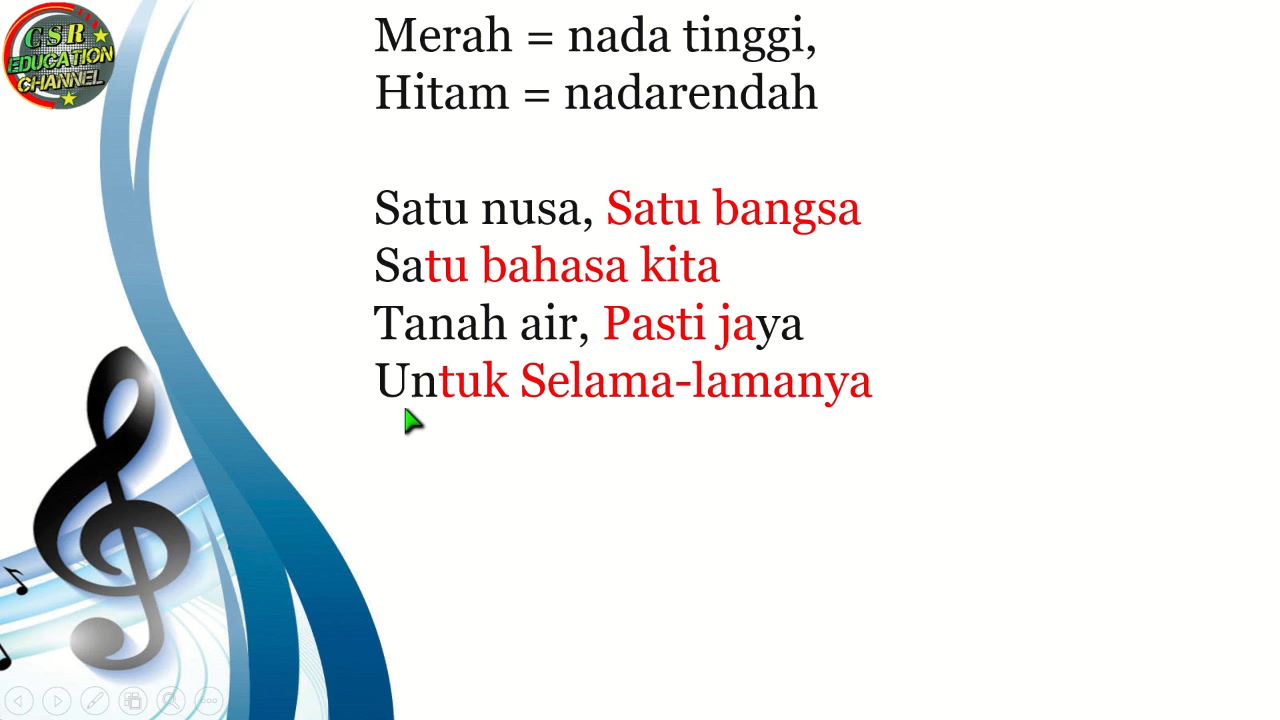 CSR
EDUCATION
CHANNEL
Merah = nada tinggi,
Hitam = nadarendah
Satu nusa, Satu bangsa
Satu bahasa kita
Tanah air, Pasti jaya
Untuk Selama-lamanya